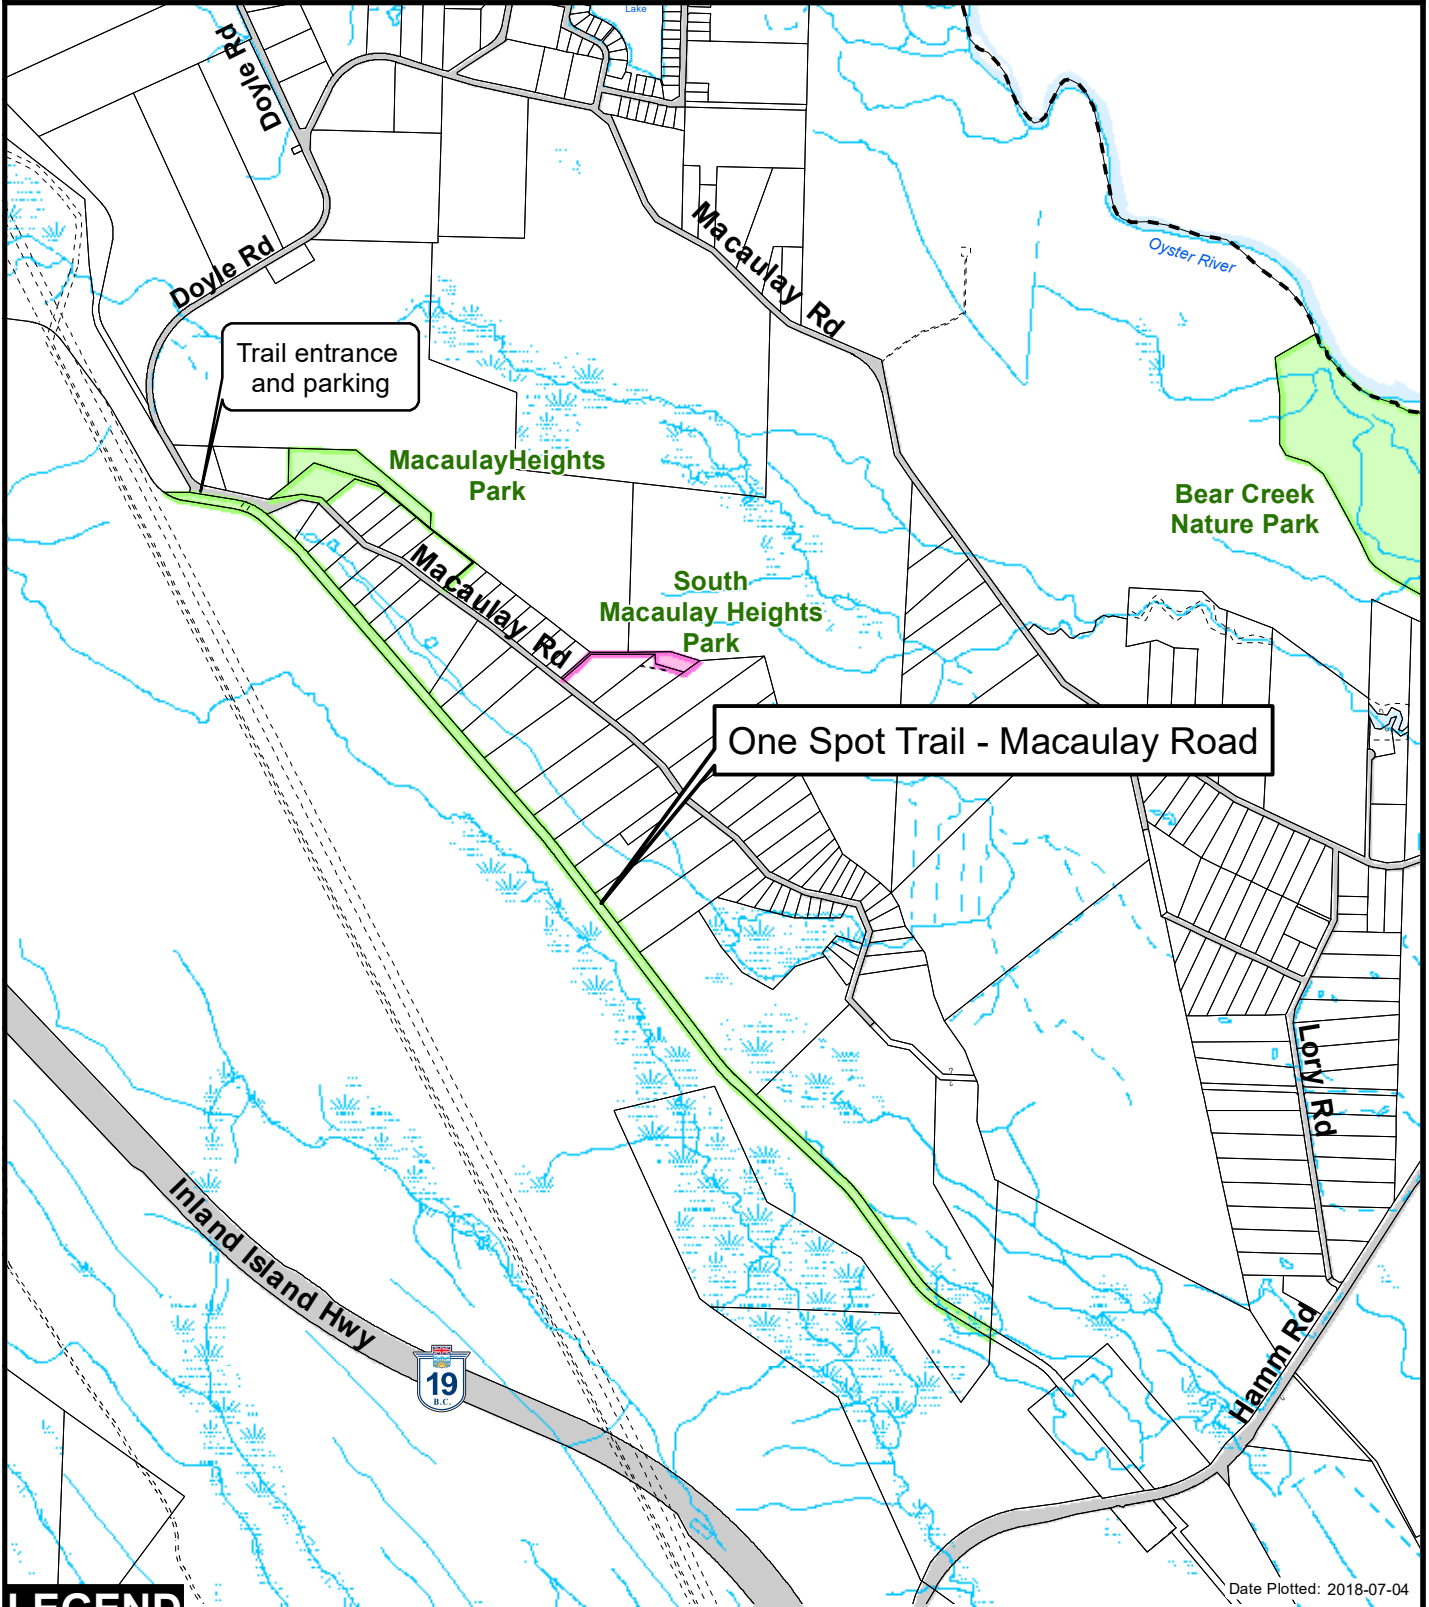 Lake
Doyle Rd
Macaulay Rd
Oyster River
Doyle Rd
Trail entrance
and parking
MacaulayHeights
Park
Bear Creek
Nature Park
Macaulay Rd
South
Macaulay Heights
Park
One Spot Trail - Macaulay Road
Lory Rd
Inland Island Hwy
19
B.C.
Hamm Rd
Date Plotted: 2018-07-04
LEGEND